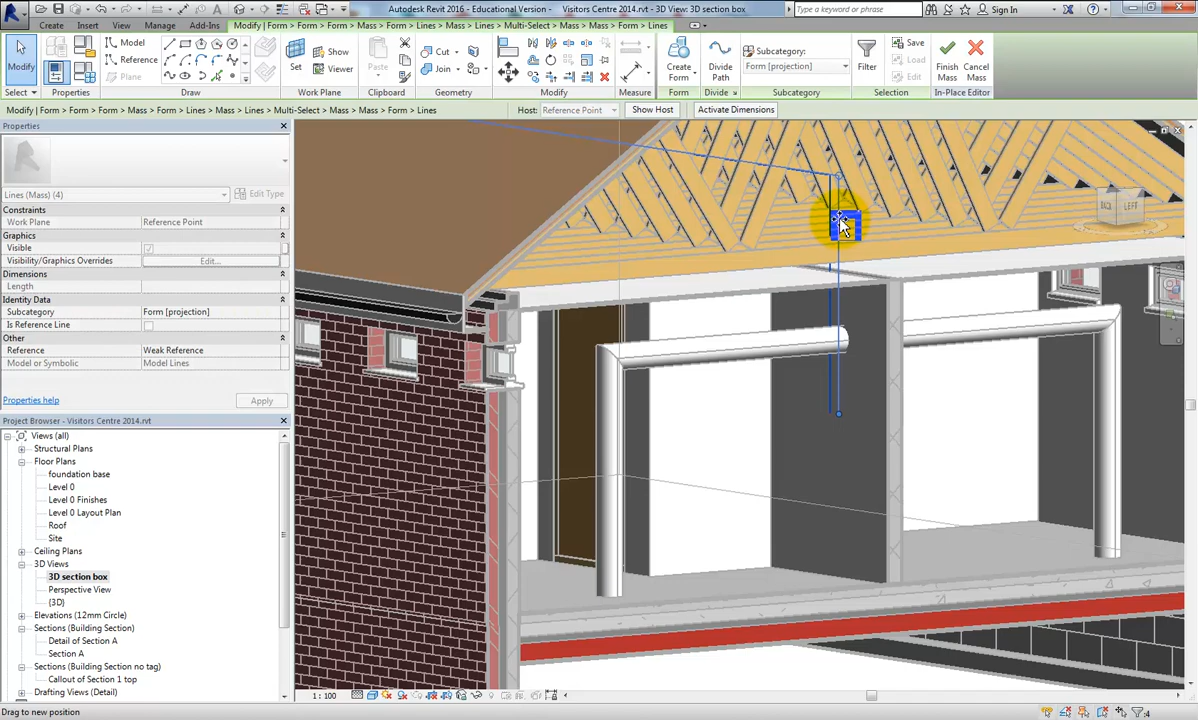 Autodesk Revit 2016 - Educational Version -    Visitors Centre 2014.rvt - 3D View: 3D section box
Type a keyword or phrase
Sign In
Create Insert View Manage Add-Ins Modify | Form > Form > Mass > Form > Lines > Mass > Lines > Multi-Select > Mass > Mass > Form > Lines
Modify
Model
Reference
Plane
Set
Show
Viewer
Paste
Cut
Join
Create
Form
Divide
Path
Subcategory:
Form [projection]
Filter
Save
Load
Edit
Finish
Mass
Cancel
Mass
Select Properties Draw Work Plane Clipboard Geometry Modify Measure Form Divide Subcategory Selection In-Place Editor
Modify | Form > Form > Mass > Form > Lines > Mass > Lines > Multi-Select > Mass > Mass > Form > Lines
Host: Reference Point Show Host Activate Dimensions
Properties
Lines (Mass) (4) Edit Type
Constraints
Work Plane Reference Point
Graphics
Visible
Visibility/Graphics Overrides Edit...
Dimensions
Length
Identity Data
Subcategory Form [projection]
Is Reference Line
Other
Reference Weak Reference
Model or Symbolic Model Lines
Properties help Apply
Project Browser - Visitors Centre 2014.rvt
Views (all)
Structural Plans
Floor Plans
foundation base
Level 0
Level 0 Finishes
Level 0 Layout Plan
Roof
Site
Ceiling Plans
3D Views
3D section box
Perspective View
{3D}
Elevations (12mm Circle)
Sections (Building Section)
Detail of Section A
Section A
Sections (Building Section no tag)
Callout of Section 1 top
Drafting Views (Detail)
LEFT
1 : 100
Drag to new position
:4